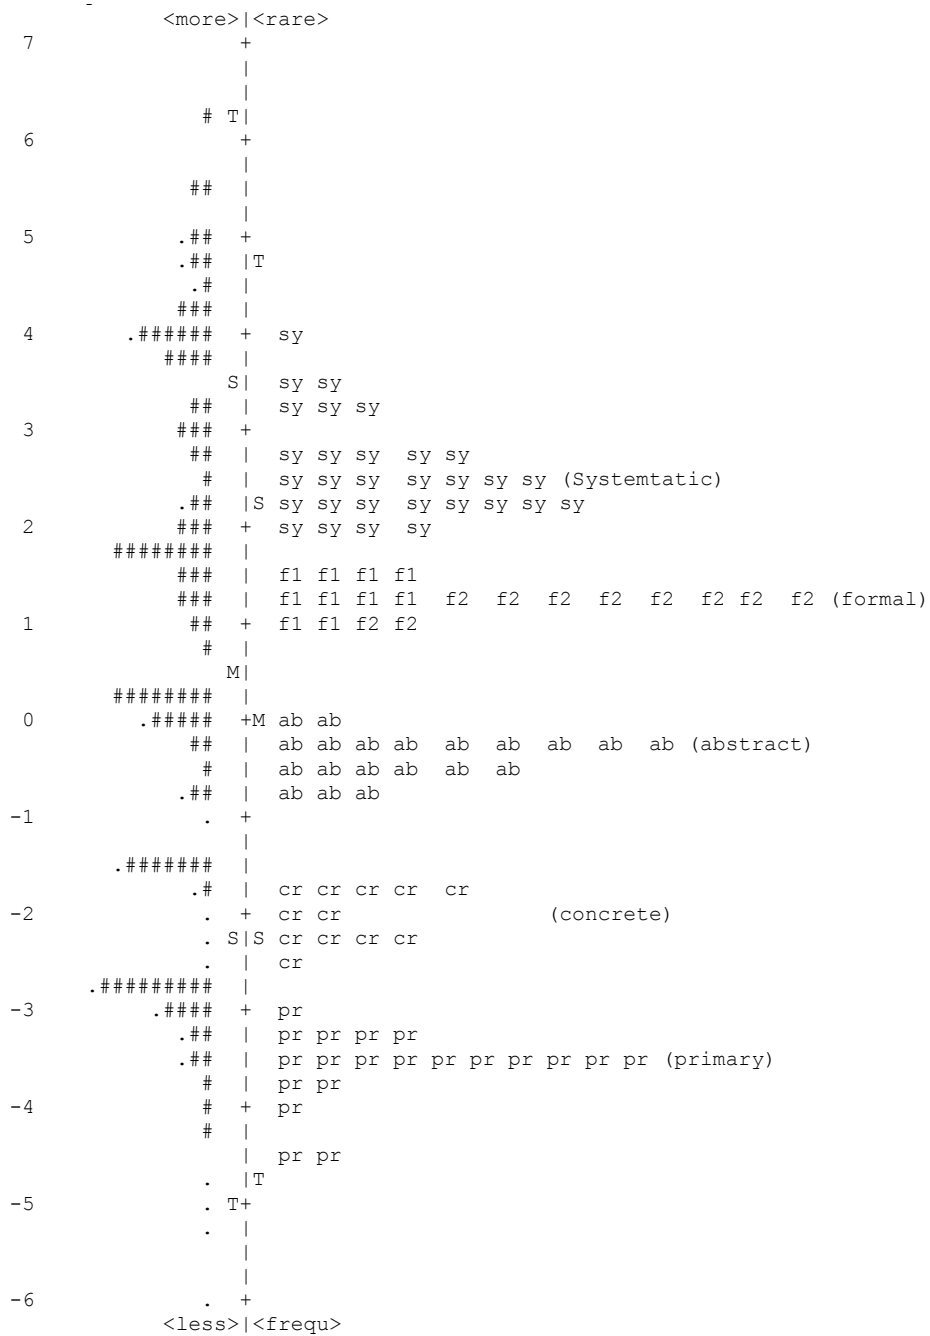 <more>|<rare>
7 +
|
|
# T|
6 +
|
## |
|
5 .## +
.## |T
.# |
### |
4 .###### + sy
#### |
S| sy sy
## | sy sy sy
3 ### +
## | sy sy sy sy sy
# | sy sy sy sy sy sy sy (Systemtatic)
.## |S sy sy sy sy sy sy sy sy
2 ### + sy sy sy sy
######## |
### | f1 f1 f1 f1
### | f1 f1 f1 f1 f2 f2 f2 f2 f2 f2 f2 f2 (formal)
1 ## + f1 f1 f2 f2
# |
M|
######## |
0 .##### +M ab ab
## | ab ab ab ab ab ab ab ab ab (abstract)
# | ab ab ab ab ab ab
.## | ab ab ab
-1 . +
|
.####### |
.# | cr cr cr cr cr
-2 . + cr cr (concrete)
. S|S cr cr cr cr
. | cr
.######### |
-3 .#### + pr
.## | pr pr pr pr
.## | pr pr pr pr pr pr pr pr pr pr (primary)
# | pr pr
-4 # + pr
# |
| pr pr
. |T
-5 . T+
. |
|
|
-6 . +
<less>|<frequ>